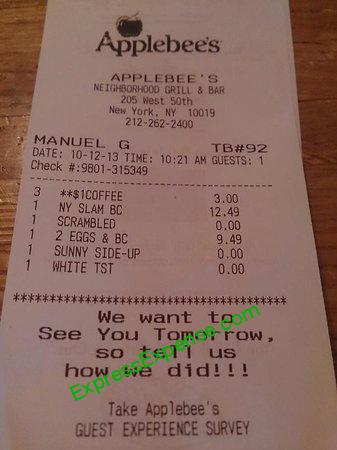 Applebee's
APPLEBEE'S
NEIGHBORHOOD GRILL & BAR
205 West 50th
New York, NY 10019
212-262-2400
MANUEL G TB#92
DATE: 10-12-13 TIME: 10:21 AM GUESTS: 1
Check #:9801-315349
3 **$1COFFEE 3.00
1 NY SLAM BC 12.49
1 SCRAMBLED 0.00
1 2 EGGS & BC 9.49
1 SUNNY SIDE-UP 0.00
1 WHITE TST 0.00
****************************************
We want to
See You Tomorrow,
so tell us
how we did!!!
ExpressExperice.com
Take Applebee's
GUEST EXPERIENCE SURVEY